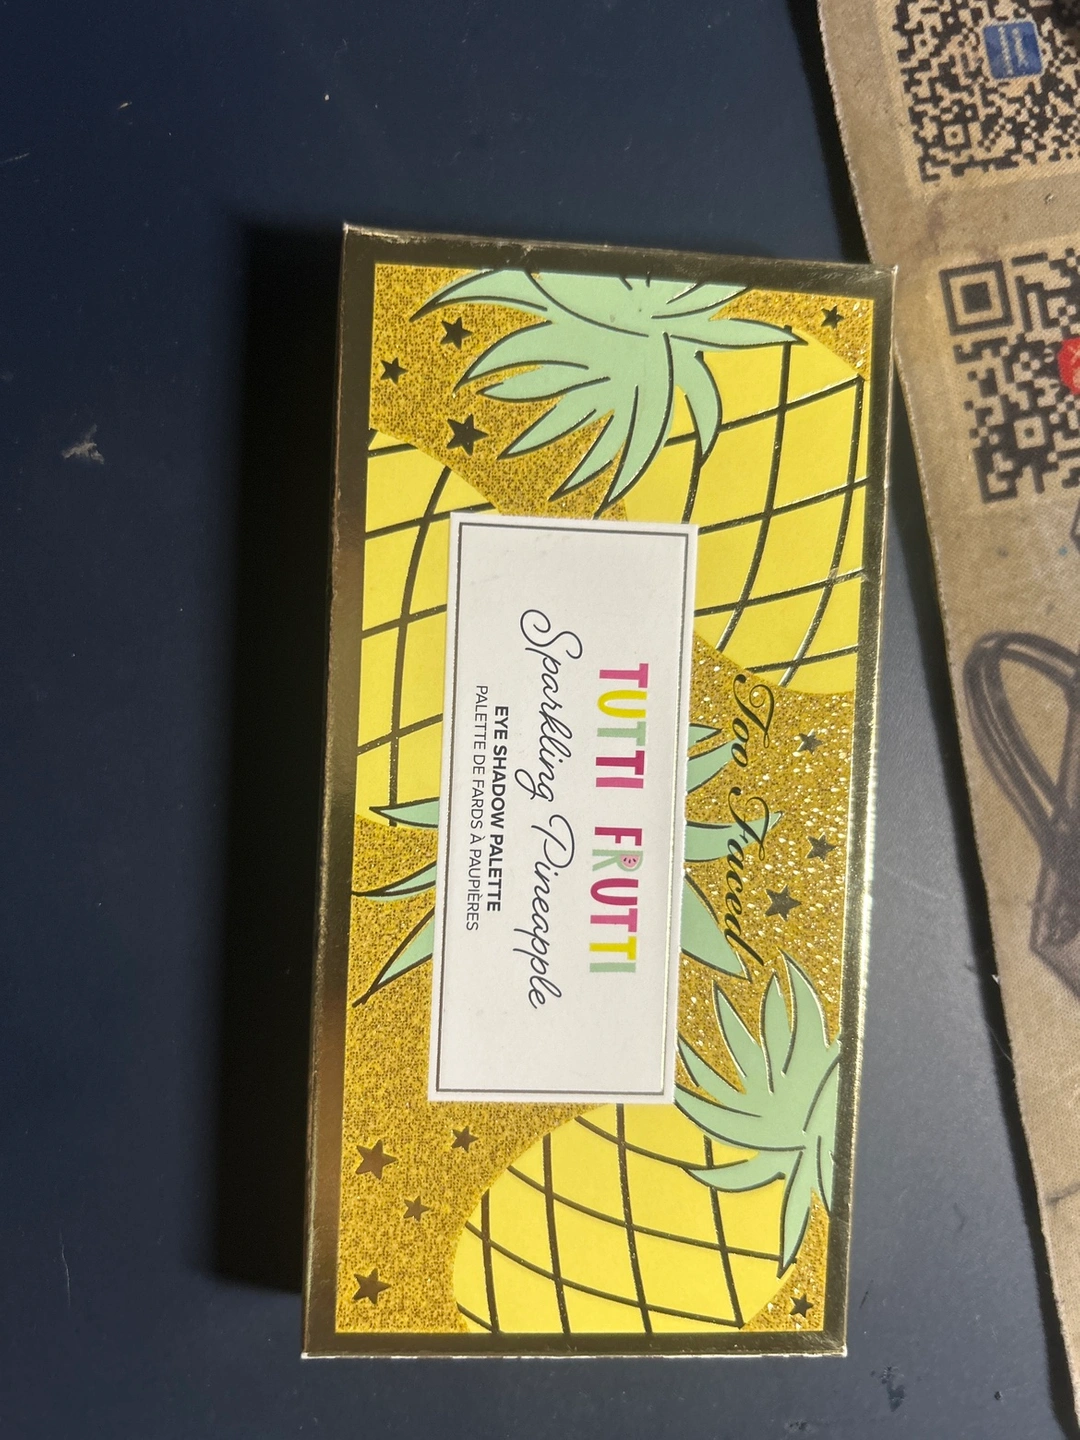 Too Faced
TUTTI FRUTTI
Sparkling Pineapple
EYE SHADOW PALETTE
PALETTE DE FARDS À PAUPIÈRES